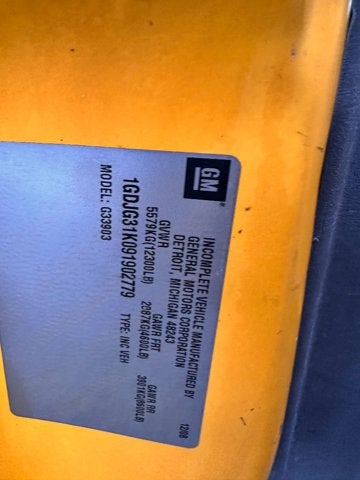 GM
INCOMPLETE VEHICLE MANUFACTURED BY
GENERAL MOTORS CORPORATION
DETROIT, MICHIGAN 48243
12/08
GVWR GAWR FRT GAWR RR
5579KG(12300LB) 2087KG(4600LB) 3901KG(8600LB)
1GDJG31K091902779 TYPE: INC VEH
MODEL: G33903